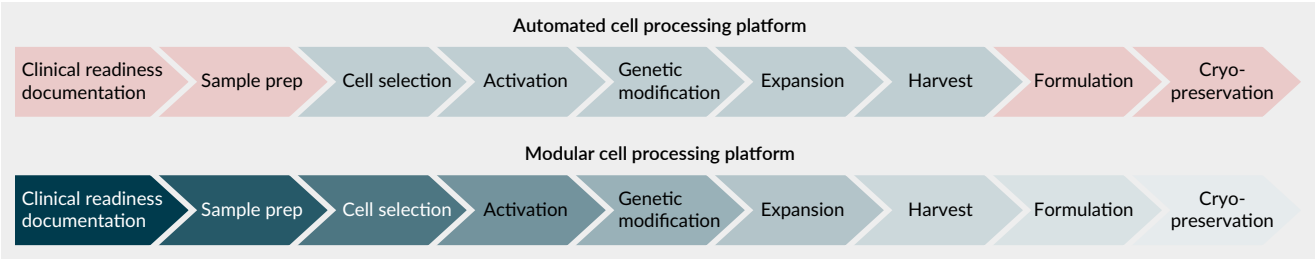 Automated cell processing platform
Clinical readiness
documentation
Sample prep
Cell selection
Activation
Genetic
modification
Expansion
Harvest
Formulation
Cryo-
preservation
Modular cell processing platform
Clinical readiness
documentation
Sample prep
Cell selection
Activation
Genetic
modification
Expansion
Harvest
Formulation
Cryo-
preservation